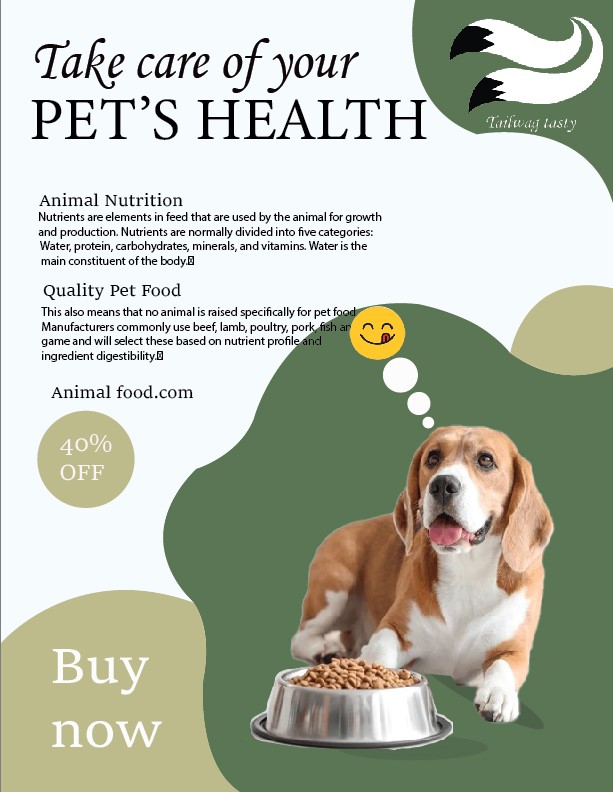 Take care of your
PET'S HEALTH
Tailwag tasty
Animal Nutrition
Nutrients are elements in feed that are used by the animal for growth
and production. Nutrients are normally divided into five categories:
Water, protein, carbohydrates, minerals, and vitamins. Water is the
main constituent of the body.
Quality Pet Food
This also means that no animal is raised specifically for pet food.
Manufacturers commonly use beef, lamb, poultry, pork, fish
game and will select these based on nutrient profile and
ingredient digestibility.
Animal food.com
40%
OFF
Buy
now